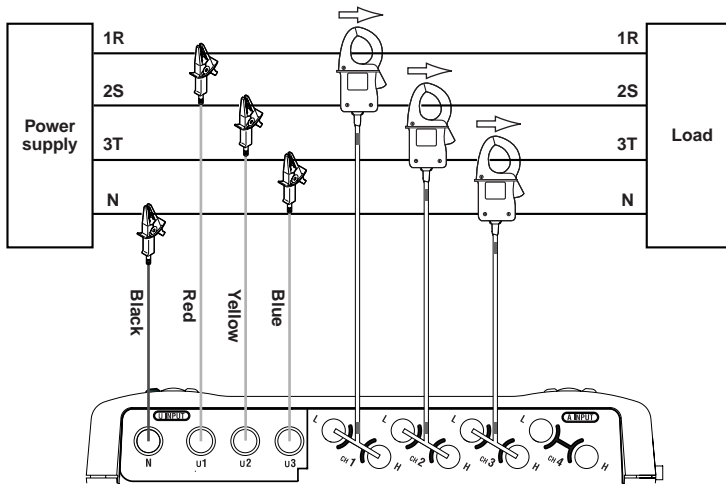 1R 1R
2S 2S
Power supply
Load
3T 3T
N N
Black
Red
Yellow
Blue
U INPUT
A INPUT
N U1 U2 U3
L CH 1 H
L CH 2 H
L CH 3 H
L CH 4 H